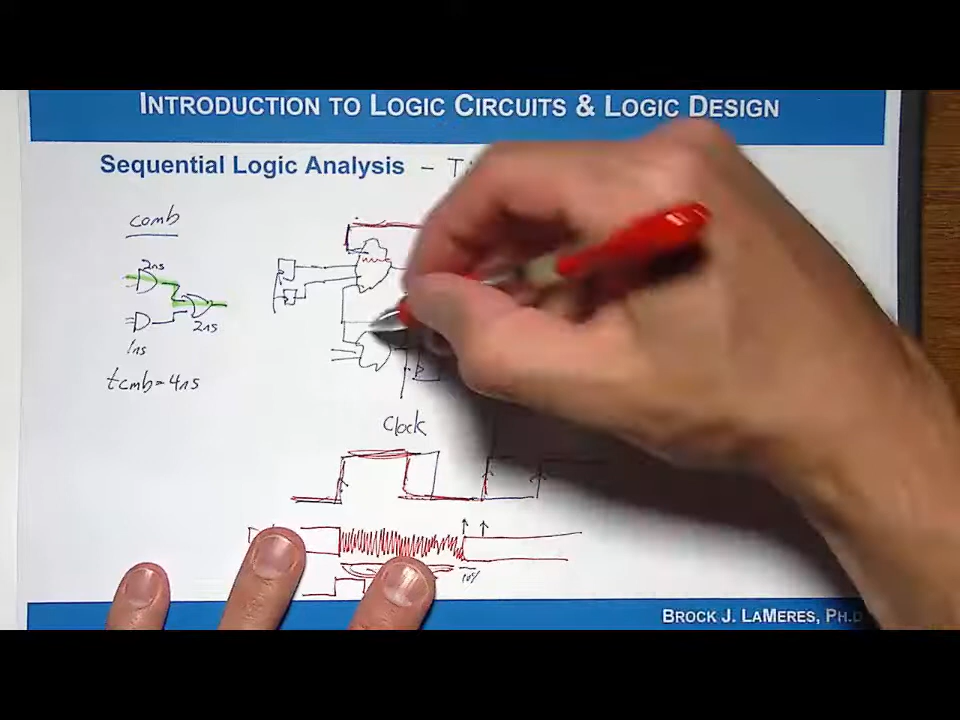 INTRODUCTION TO LOGIC CIRCUITS & LOGIC DESIGN
Sequential Logic Analysis -
comb
2ns
2ns
1ns
tcmb=4ns
Clock
BROCK J. LAMERES, PH.D